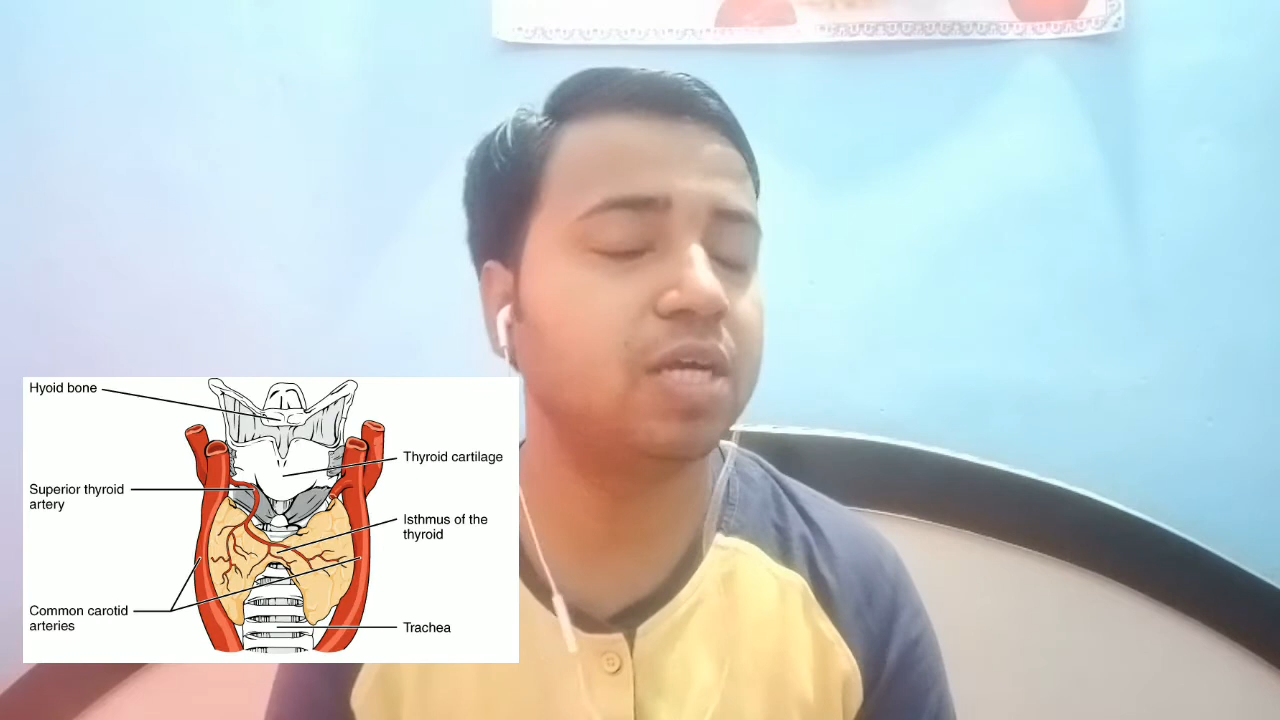 Hyoid bone
Thyroid cartilage
Superior thyroid
artery
Isthmus of the
thyroid
Common carotid
arteries
Trachea